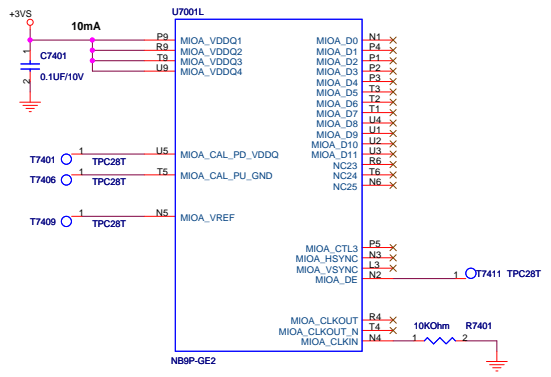 +3VS
10mA
U7001L
C7401
1
2
0.1UF/10V
P9 MIOA_VDDQ1
R9 MIOA_VDDQ2
T9 MIOA_VDDQ3
U9 MIOA_VDDQ4
T7401 1 TPC28T U5 MIOA_CAL_PD_VDDQ
T7406 1 TPC28T T5 MIOA_CAL_PU_GND
T7409 1 TPC28T N5 MIOA_VREF
MIOA_D0 N1
MIOA_D1 P4
MIOA_D2 P1
MIOA_D3 P2
MIOA_D4 P3
MIOA_D5 T3
MIOA_D6 T2
MIOA_D7 T1
MIOA_D8 U4
MIOA_D9 U1
MIOA_D10 U2
MIOA_D11 U3
NC23 R6
NC24 T6
NC25 N6
MIOA_CTL3 P5
MIOA_HSYNC N3
MIOA_VSYNC L3
MIOA_DE N2 1 T7411 TPC28T
MIOA_CLKOUT R4
MIOA_CLKOUT_N T4
MIOA_CLKIN N4 1 10KOhm 2 R7401
NB9P-GE2